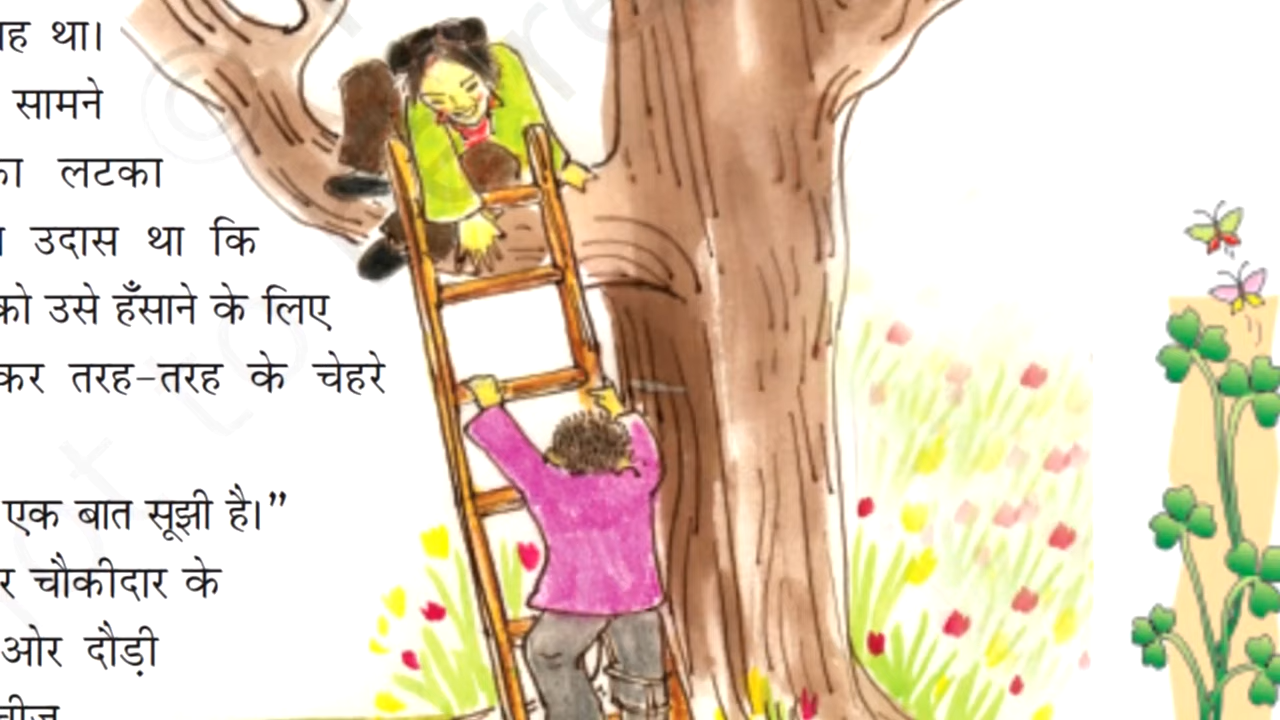 था।
सामने
लटका
उदास था कि
को उसे हँसाने के लिए
कर तरह-तरह के चेहरे
एक बात सूझी है।”
चौकीदार के
ओर दौड़ी